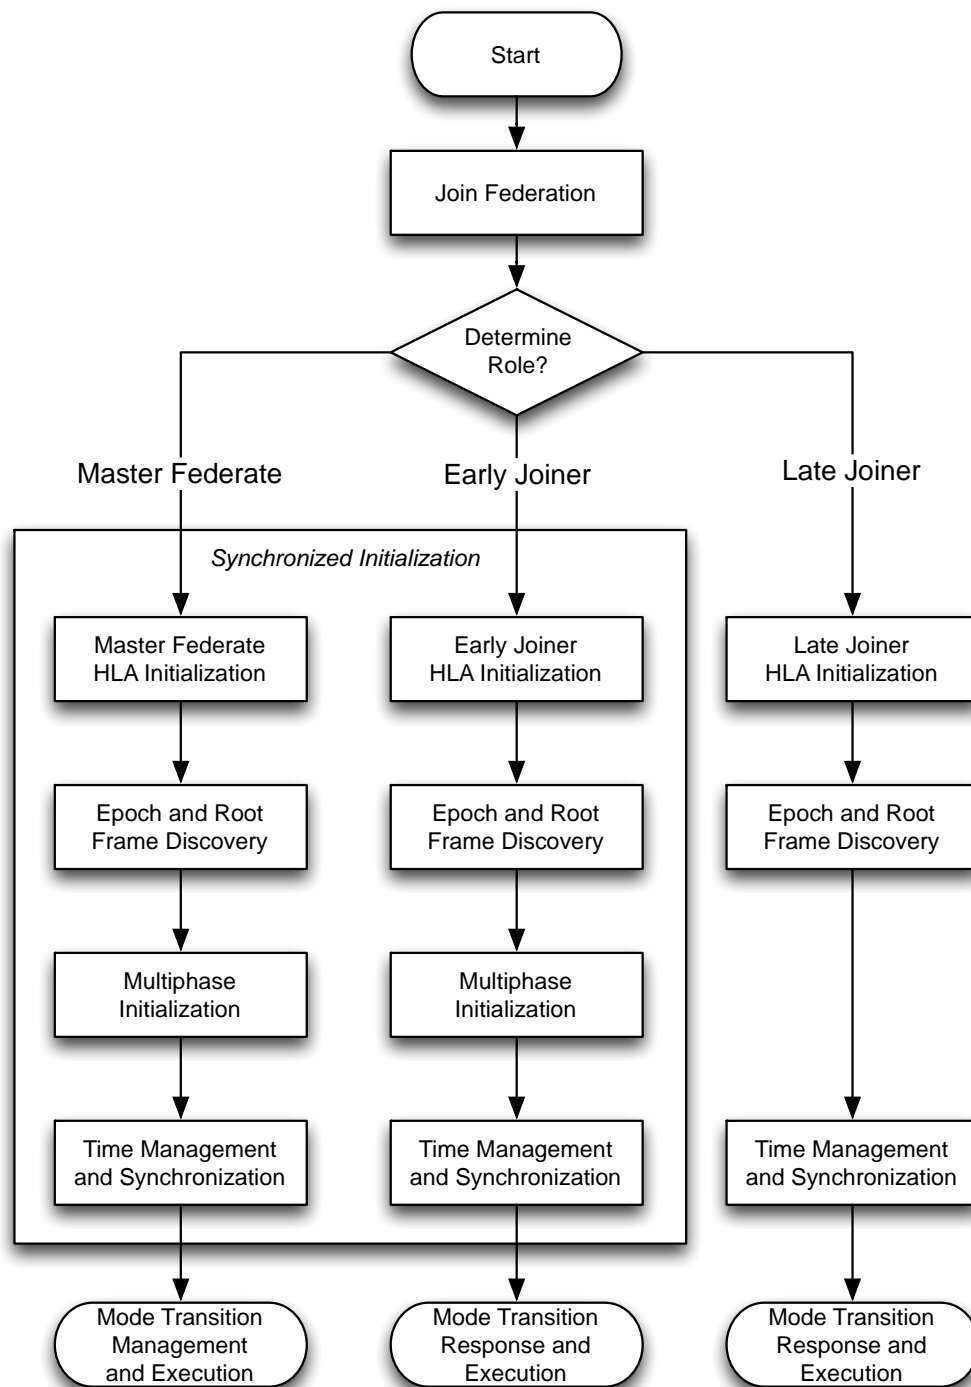 Start
Join Federation
Determine
Role?
Master Federate
Early Joiner
Late Joiner
Synchronized Initialization
Master Federate
HLA Initialization
Early Joiner
HLA Initialization
Late Joiner
HLA Initialization
Epoch and Root
Frame Discovery
Epoch and Root
Frame Discovery
Epoch and Root
Frame Discovery
Multiphase
Initialization
Multiphase
Initialization
Time Management
and Synchronization
Time Management
and Synchronization
Time Management
and Synchronization
Mode Transition
Management
and Execution
Mode Transition
Response and
Execution
Mode Transition
Response and
Execution